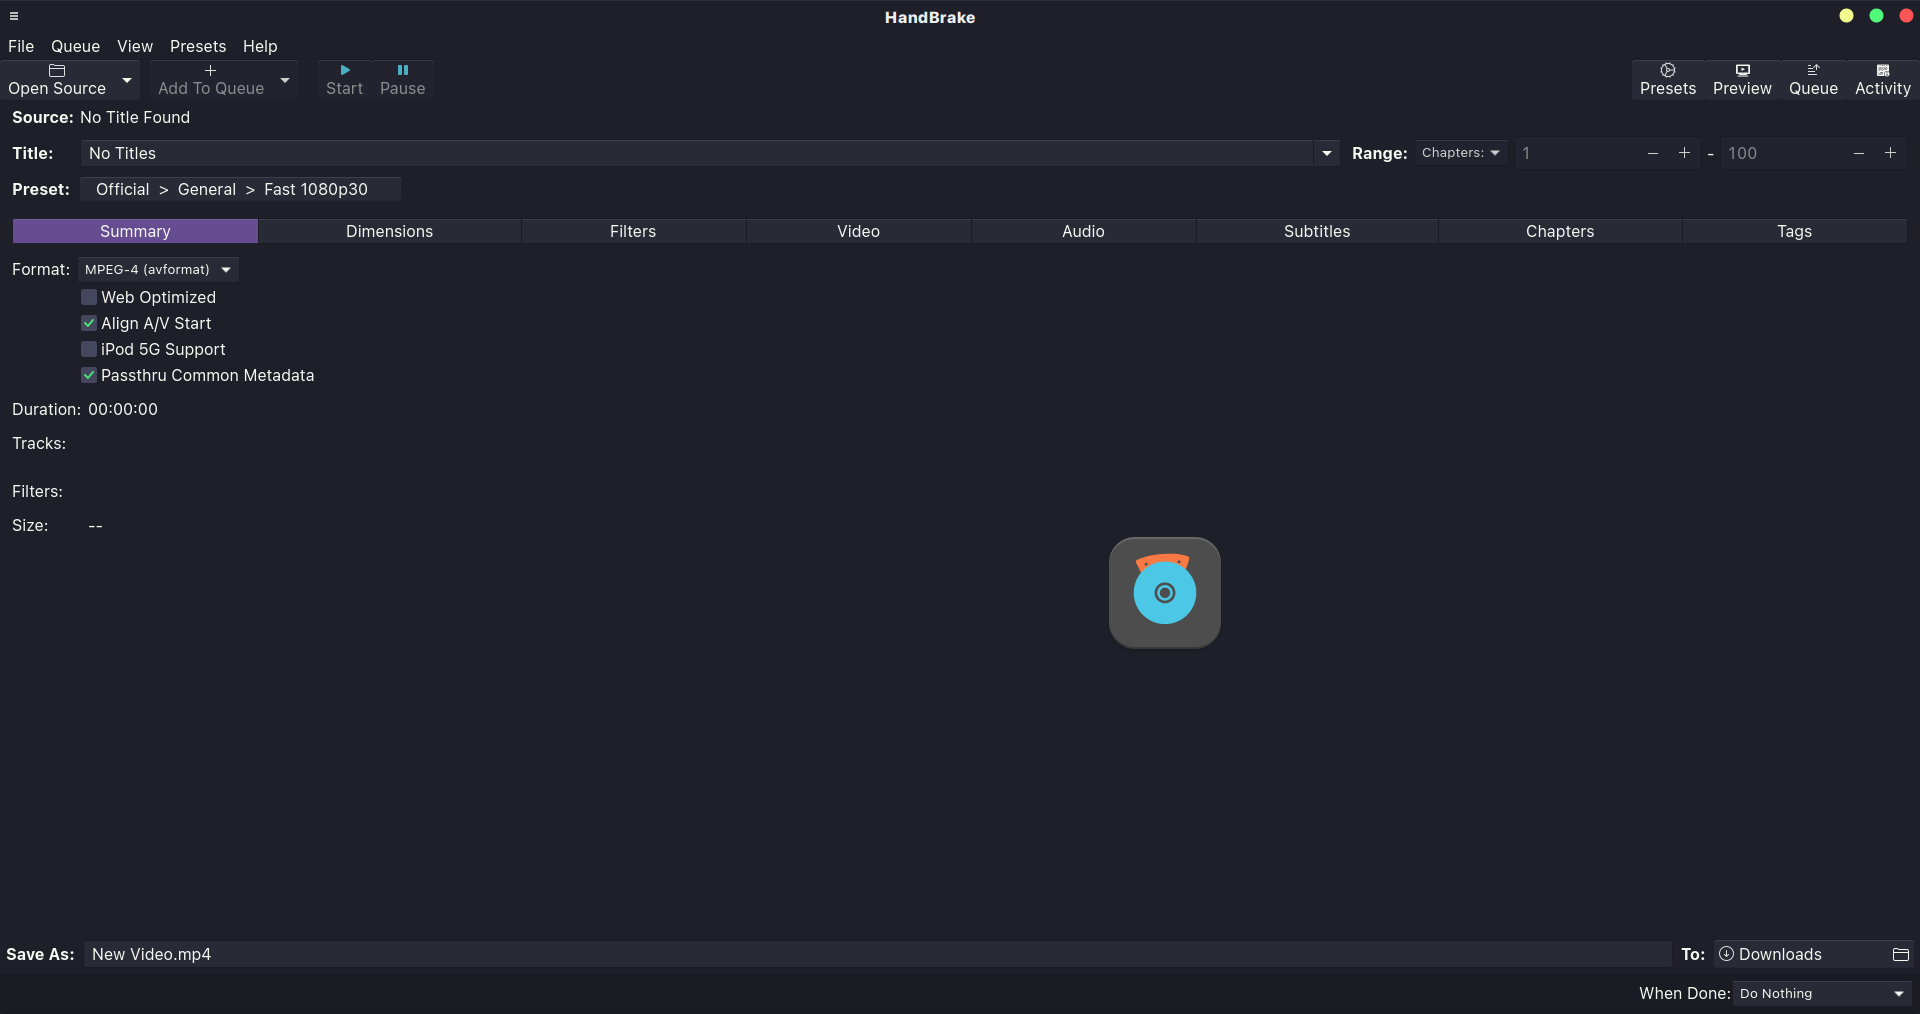 HandBrake
File Queue View Presets Help
Open Source Add To Queue Start Pause Presets Preview Queue Activity
Source: No Title Found
Title: No Titles Range: Chapters: 1 - 100
Preset: Official > General > Fast 1080p30
Summary Dimensions Filters Video Audio Subtitles Chapters Tags
Format: MPEG-4 (avformat)
Web Optimized
Align A/V Start
iPod 5G Support
Passthru Common Metadata
Duration: 00:00:00
Tracks:
Filters:
Size: --
Save As: New Video.mp4 To: Downloads
When Done: Do Nothing